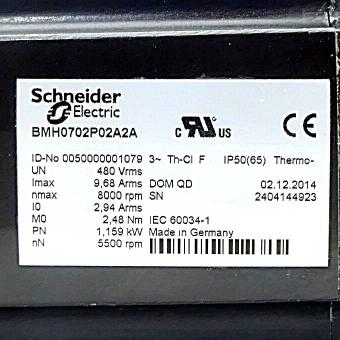 Schneider
Electric
BMH0702P02A2A
c RU US CE
ID-No 0050000001079 3~ Th-Cl F IP50(65) Thermo-
UN 480 Vrms
Imax 9,68 Arms DOM QD 02.12.2014
nmax 8000 rpm SN 2404144923
I0 2,94 Arms
M0 2,48 Nm IEC 60034-1
PN 1,159 kW Made in Germany
nN 5500 rpm